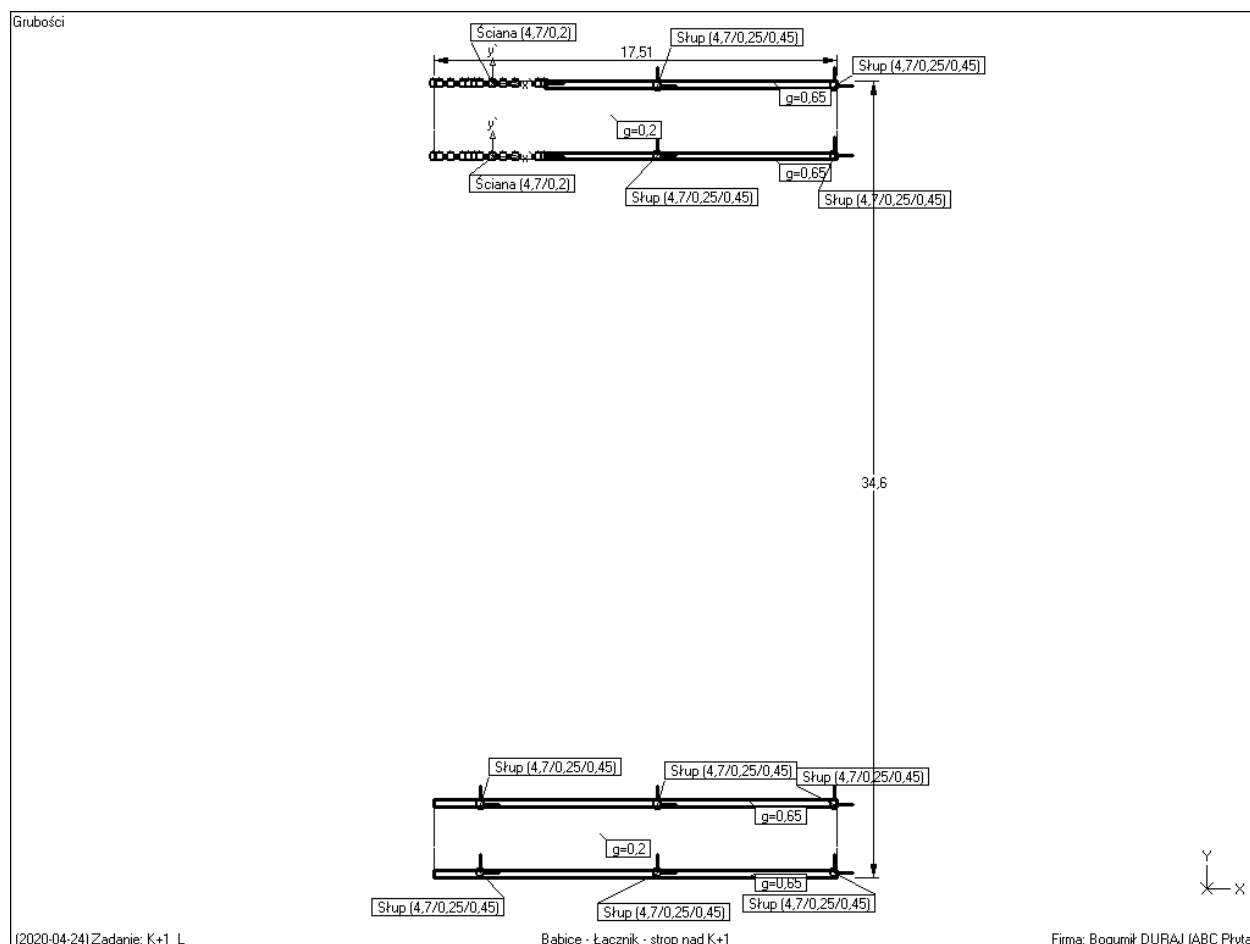 Grubości
Ściana (4,7/0,2)
17,51
Słup (4,7/0,25/0,45)
Słup (4,7/0,25/0,45)
y`
x`
g=0,65
g=0,2
y`
x`
g=0,65
Ściana (4,7/0,2)
Słup (4,7/0,25/0,45)
Słup (4,7/0,25/0,45)
34,6
Słup (4,7/0,25/0,45)
Słup (4,7/0,25/0,45)
Słup (4,7/0,25/0,45)
g=0,65
g=0,2
g=0,65
Słup (4,7/0,25/0,45)
Słup (4,7/0,25/0,45)
Słup (4,7/0,25/0,45)
Y
X
(2020-04-24) Zadanie: K+1_L
Babice - Łącznik - strop nad K+1
Firma: Bogumił DURAJ (ABC Płyta